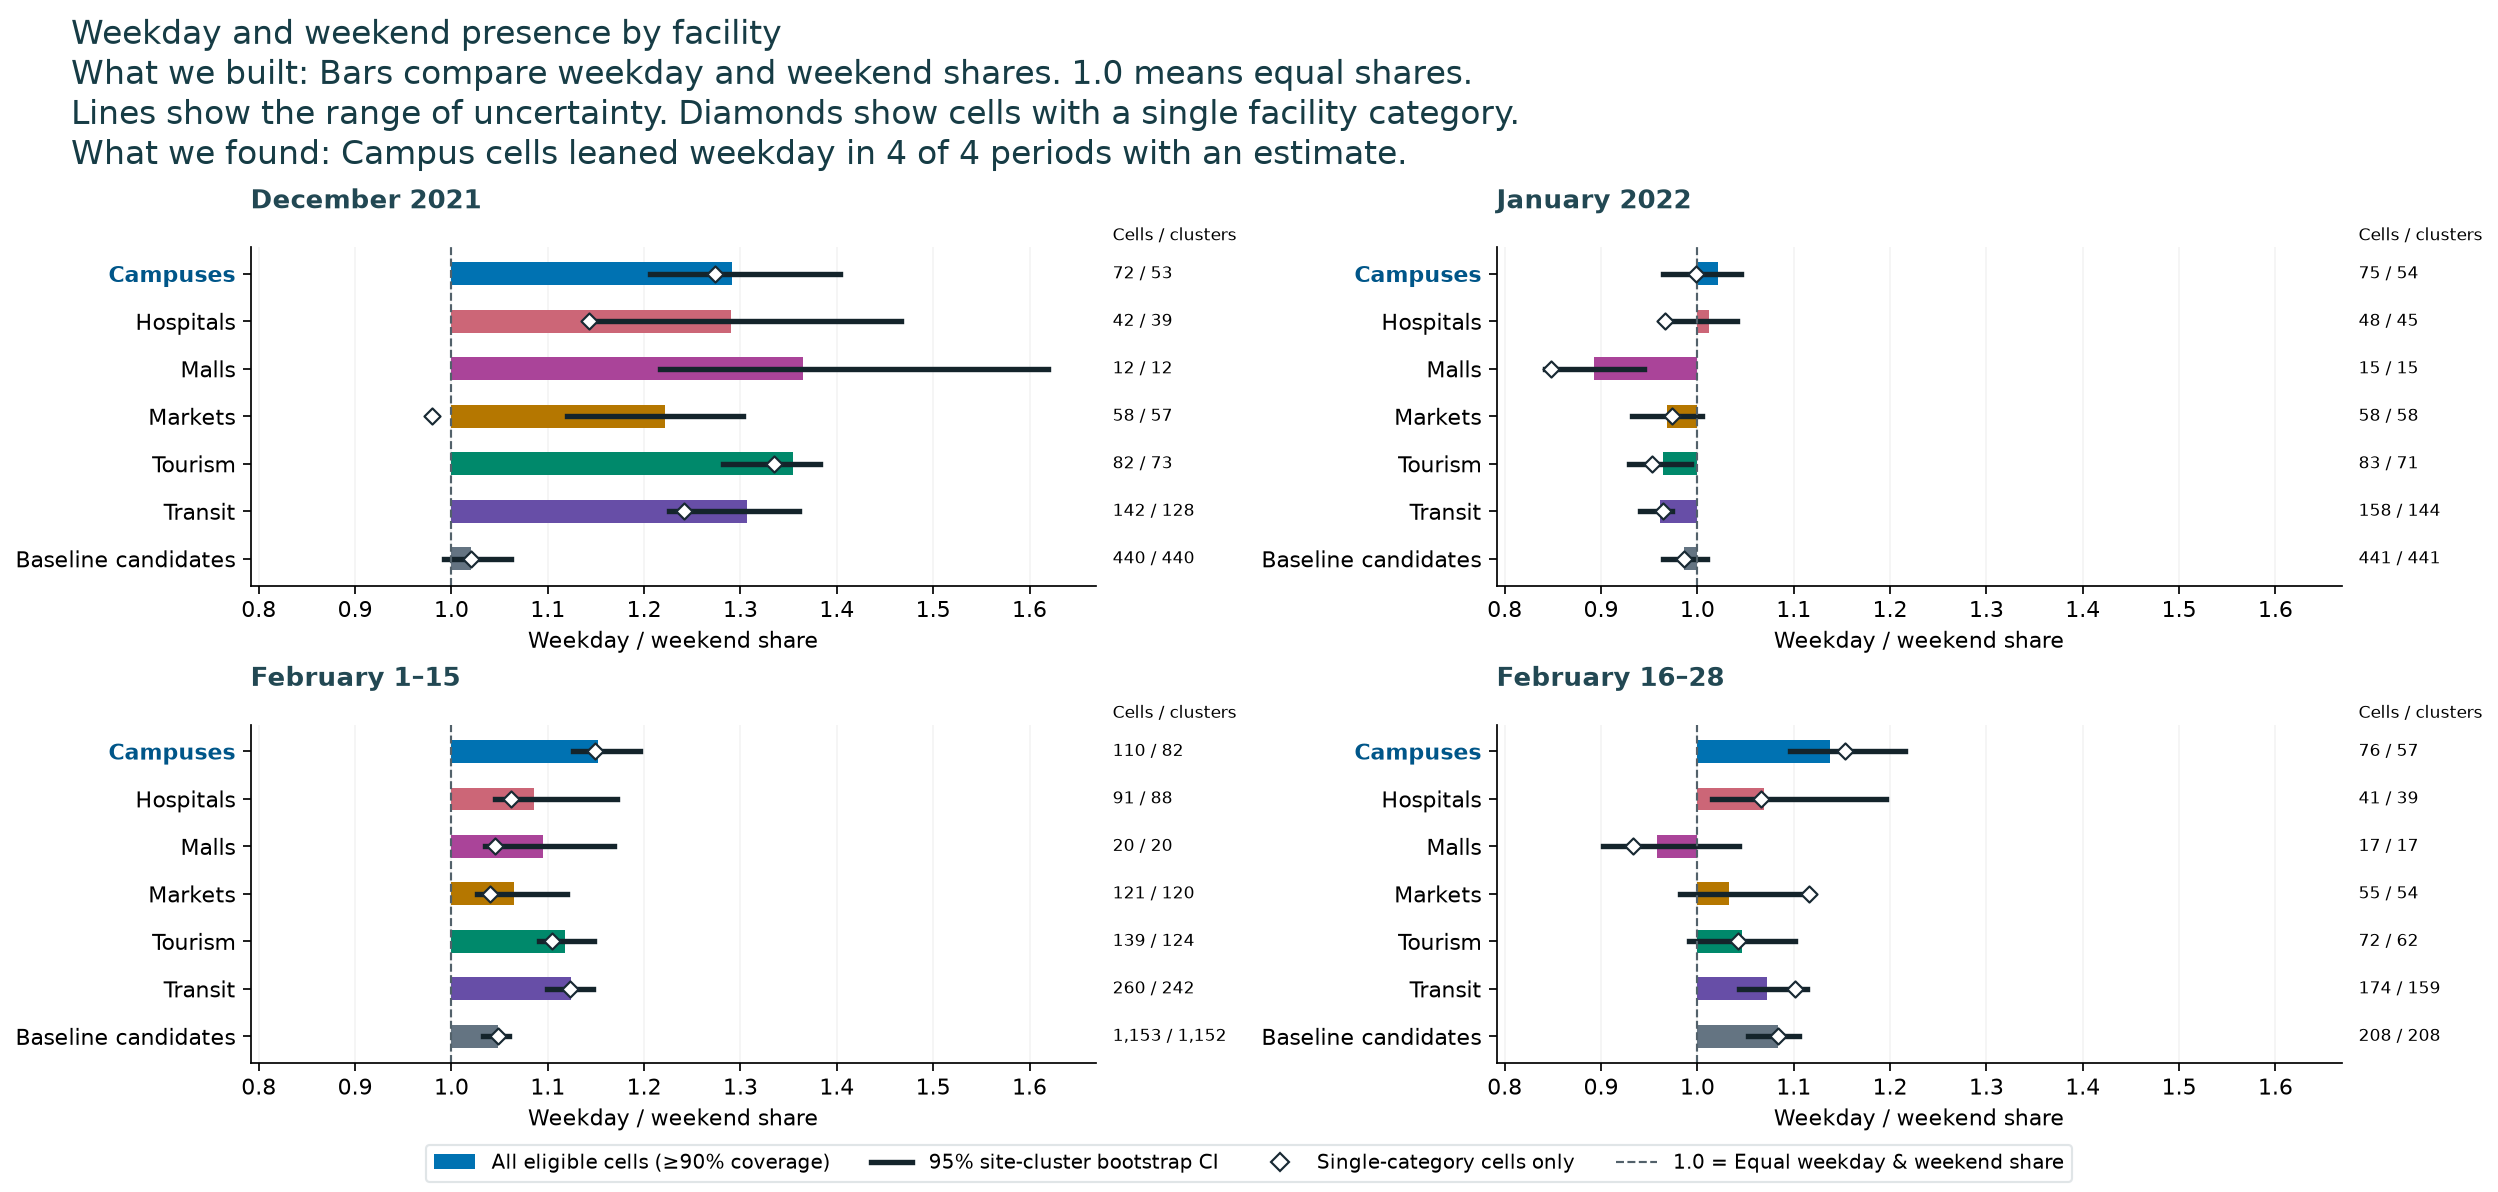 Weekday and weekend presence by facility
What we built: Bars compare weekday and weekend shares. 1.0 means equal shares.
Lines show the range of uncertainty. Diamonds show cells with a single facility category.
What we found: Campus cells leaned weekday in 4 of 4 periods with an estimate.
December 2021
Cells / clusters
Campuses 72 / 53
Hospitals 42 / 39
Malls 12 / 12
Markets 58 / 57
Tourism 82 / 73
Transit 142 / 128
Baseline candidates 440 / 440
0.8 0.9 1.0 1.1 1.2 1.3 1.4 1.5 1.6
Weekday / weekend share
January 2022
Cells / clusters
Campuses 75 / 54
Hospitals 48 / 45
Malls 15 / 15
Markets 58 / 58
Tourism 83 / 71
Transit 158 / 144
Baseline candidates 441 / 441
0.8 0.9 1.0 1.1 1.2 1.3 1.4 1.5 1.6
Weekday / weekend share
February 1–15
Cells / clusters
Campuses 110 / 82
Hospitals 91 / 88
Malls 20 / 20
Markets 121 / 120
Tourism 139 / 124
Transit 260 / 242
Baseline candidates 1,153 / 1,152
0.8 0.9 1.0 1.1 1.2 1.3 1.4 1.5 1.6
Weekday / weekend share
February 16–28
Cells / clusters
Campuses 76 / 57
Hospitals 41 / 39
Malls 17 / 17
Markets 55 / 54
Tourism 72 / 62
Transit 174 / 159
Baseline candidates 208 / 208
0.8 0.9 1.0 1.1 1.2 1.3 1.4 1.5 1.6
Weekday / weekend share
All eligible cells (≥90% coverage) 95% site-cluster bootstrap CI Single-category cells only 1.0 = Equal weekday & weekend share